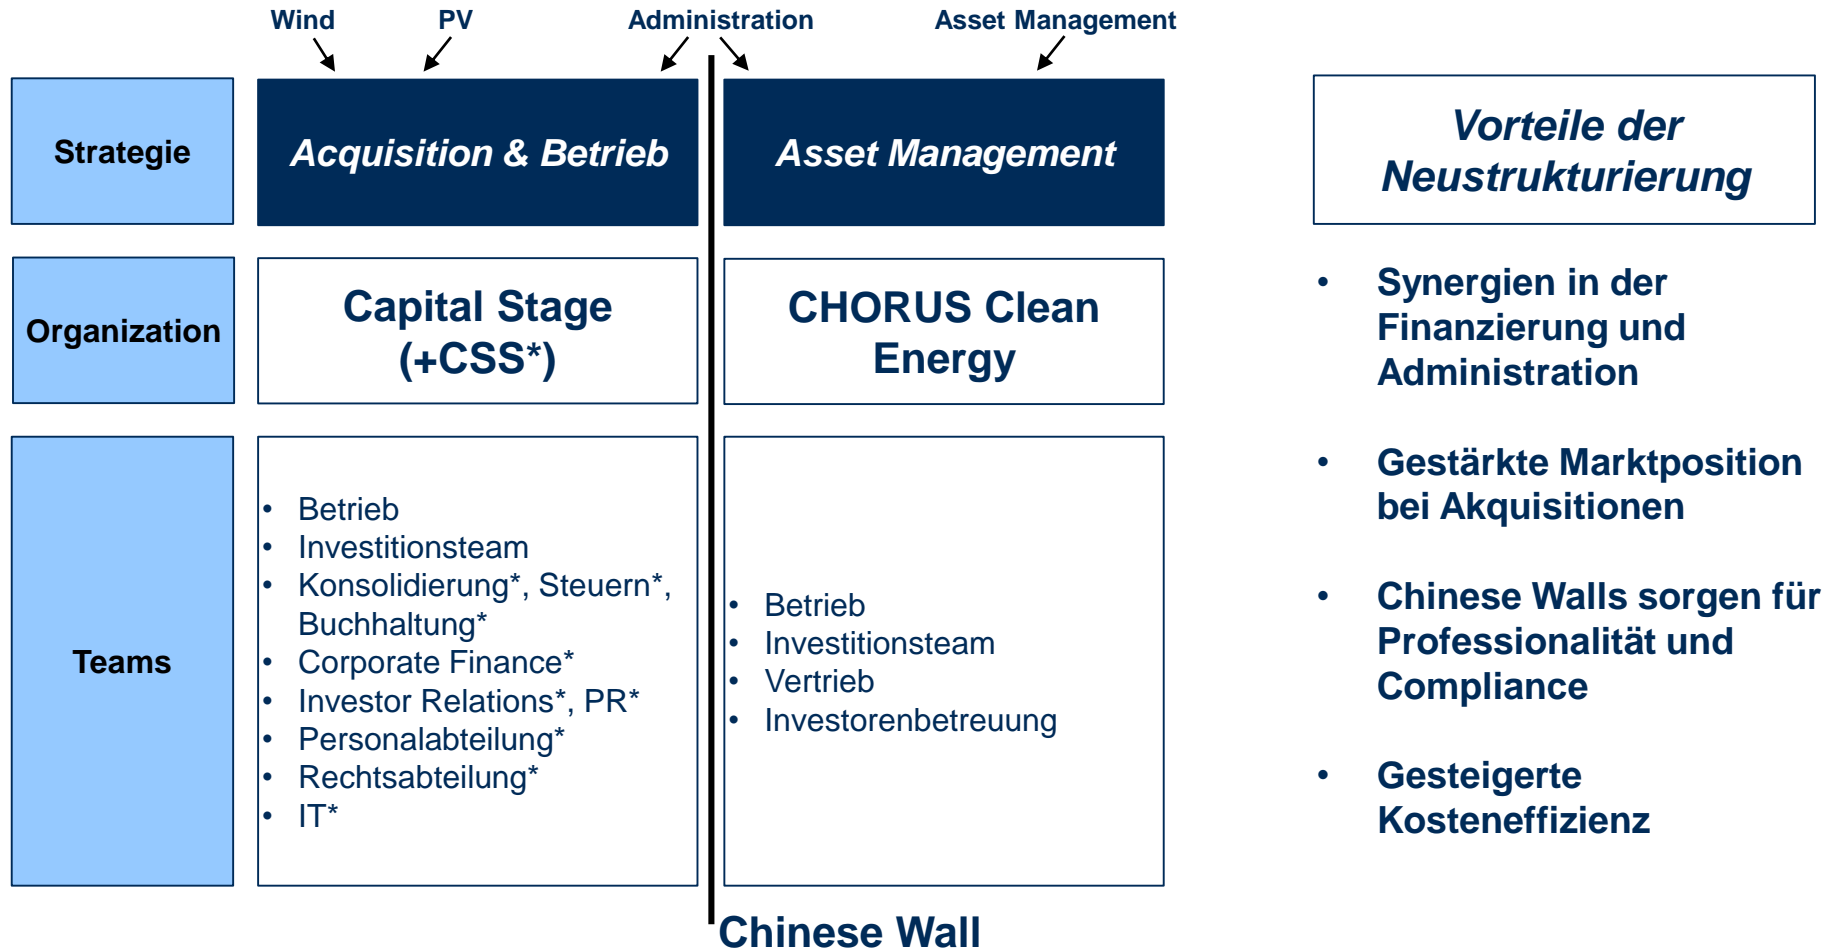 Wind PV Administration Asset Management
Strategie
Acquisition & Betrieb
Asset Management
Organization
Capital Stage
(+CSS*)
CHORUS Clean
Energy
Teams
• Betrieb
• Investitionsteam
• Konsolidierung*, Steuern*,
Buchhaltung*
• Corporate Finance*
• Investor Relations*, PR*
• Personalabteilung*
• Rechtsabteilung*
• IT*
• Betrieb
• Investitionsteam
• Vertrieb
• Investorenbetreuung
Chinese Wall
Vorteile der
Neustrukturierung
• Synergien in der
Finanzierung und
Administration
• Gestärkte Marktposition
bei Akquisitionen
• Chinese Walls sorgen für
Professionalität und
Compliance
• Gesteigerte
Kosteneffizienz